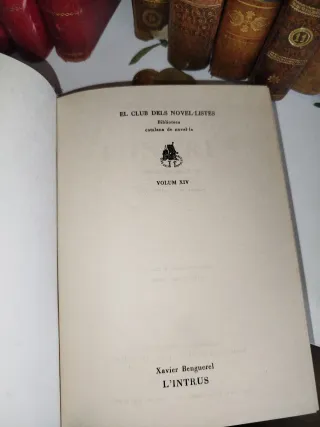 EL CLUB DELS NOVEL·LISTES
Biblioteca
catalana de novel·la
VOLUM XIV
Xavier Benguerel
L'INTRUS